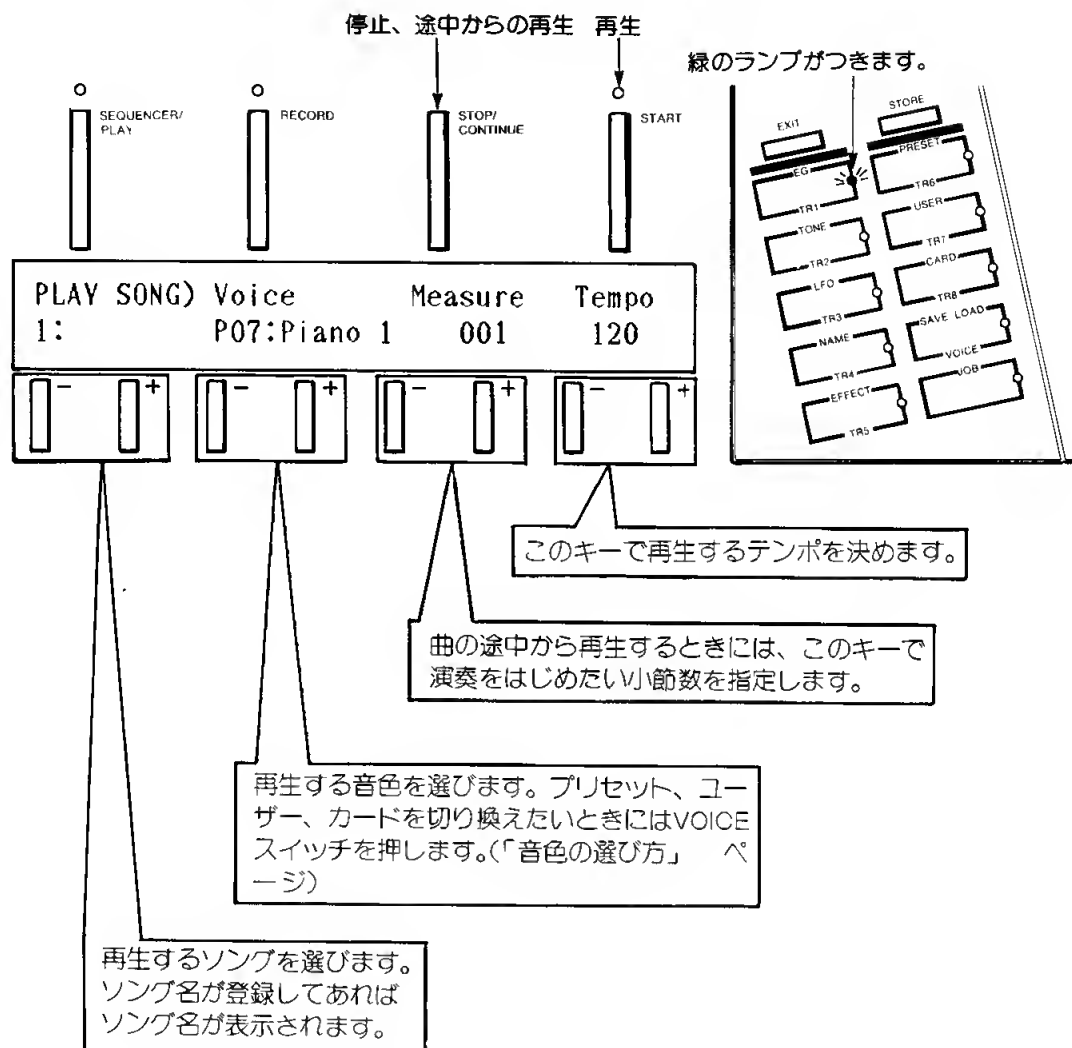 停止、途中からの再生 再生
緑のランプがつきます。
SEQUENCER/
PLAY
RECORD
STOP/
CONTINUE
START
EXIT
STORE
EG
TR1
PRESET
TR6
TONE
TR2
USER
TR7
LFO
TR3
CARD
TR8
NAME
TR4
SAVE LOAD
VOICE
EFFECT
TR5
JOB
PLAY SONG) Voice Measure Tempo
1: P07:Piano 1 001 120
- + - + - + - +
このキーで再生するテンポを決めます。
曲の途中から再生するときには、このキーで
演奏をはじめたい小節数を指定します。
再生する音色を選びます。プリセット、ユー
ザー、カードを切り換えたいときにはVOICE
スイッチを押します。(「音色の選び方」 ペ
ージ)
再生するソングを選びます。
ソング名が登録してあれば
ソング名が表示されます。